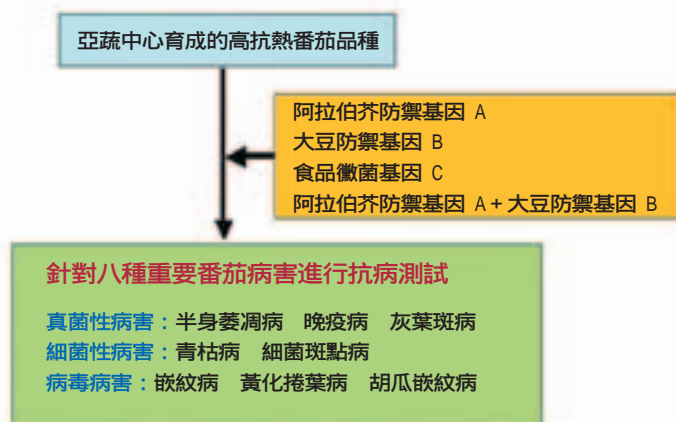 亞蔬中心育成的高抗熱番茄品種
阿拉伯芥防禦基因 A
大豆防禦基因 B
食品黴菌基因 C
阿拉伯芥防禦基因 A + 大豆防禦基因 B
針對八種重要番茄病害進行抗病測試
真菌性病害：半身萎凋病 晚疫病 灰葉斑病
細菌性病害：青枯病 細菌斑點病
病毒病害：嵌紋病 黃化捲葉病 胡瓜嵌紋病